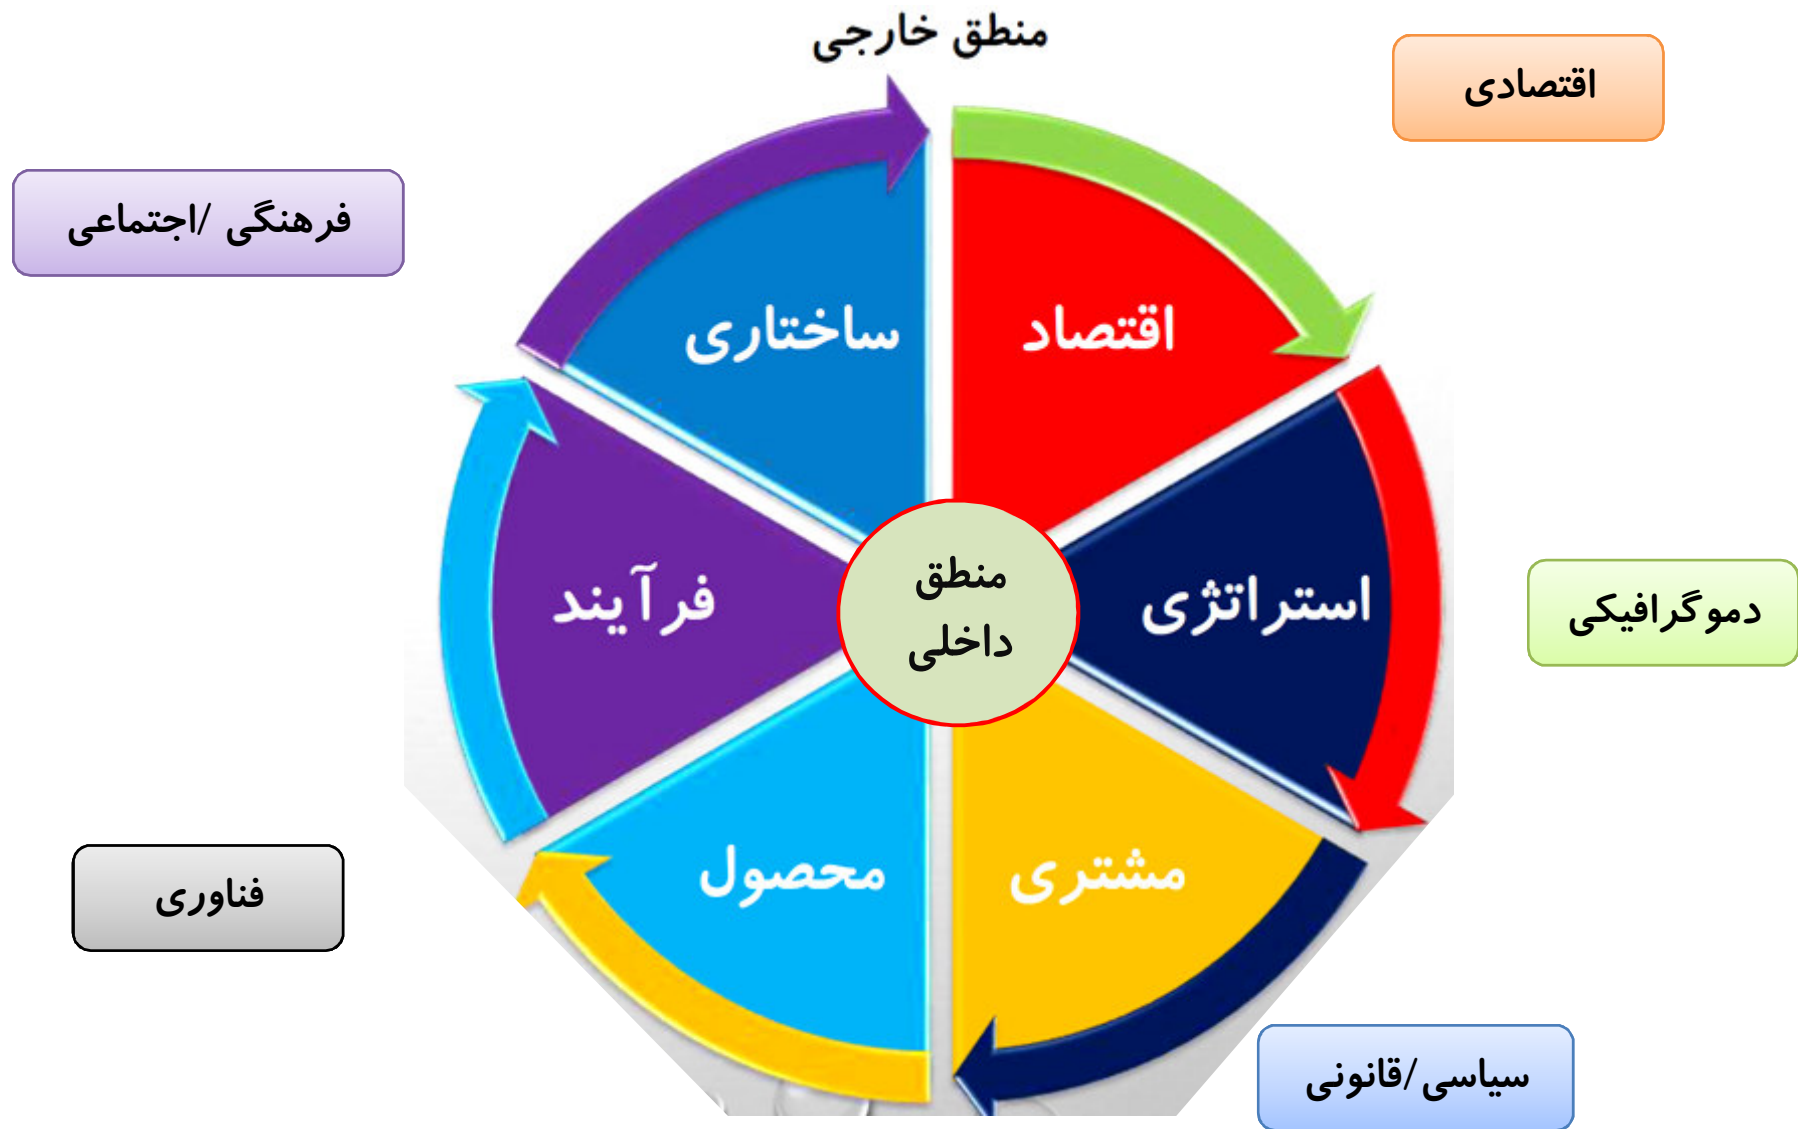 منطق خارجی
اقتصادی
فرهنگی /اجتماعی
ساختاری
اقتصاد
فرآیند
منطق
داخلی
استراتژی
دموگرافیکی
محصول
مشتری
فناوری
سیاسی/قانونی